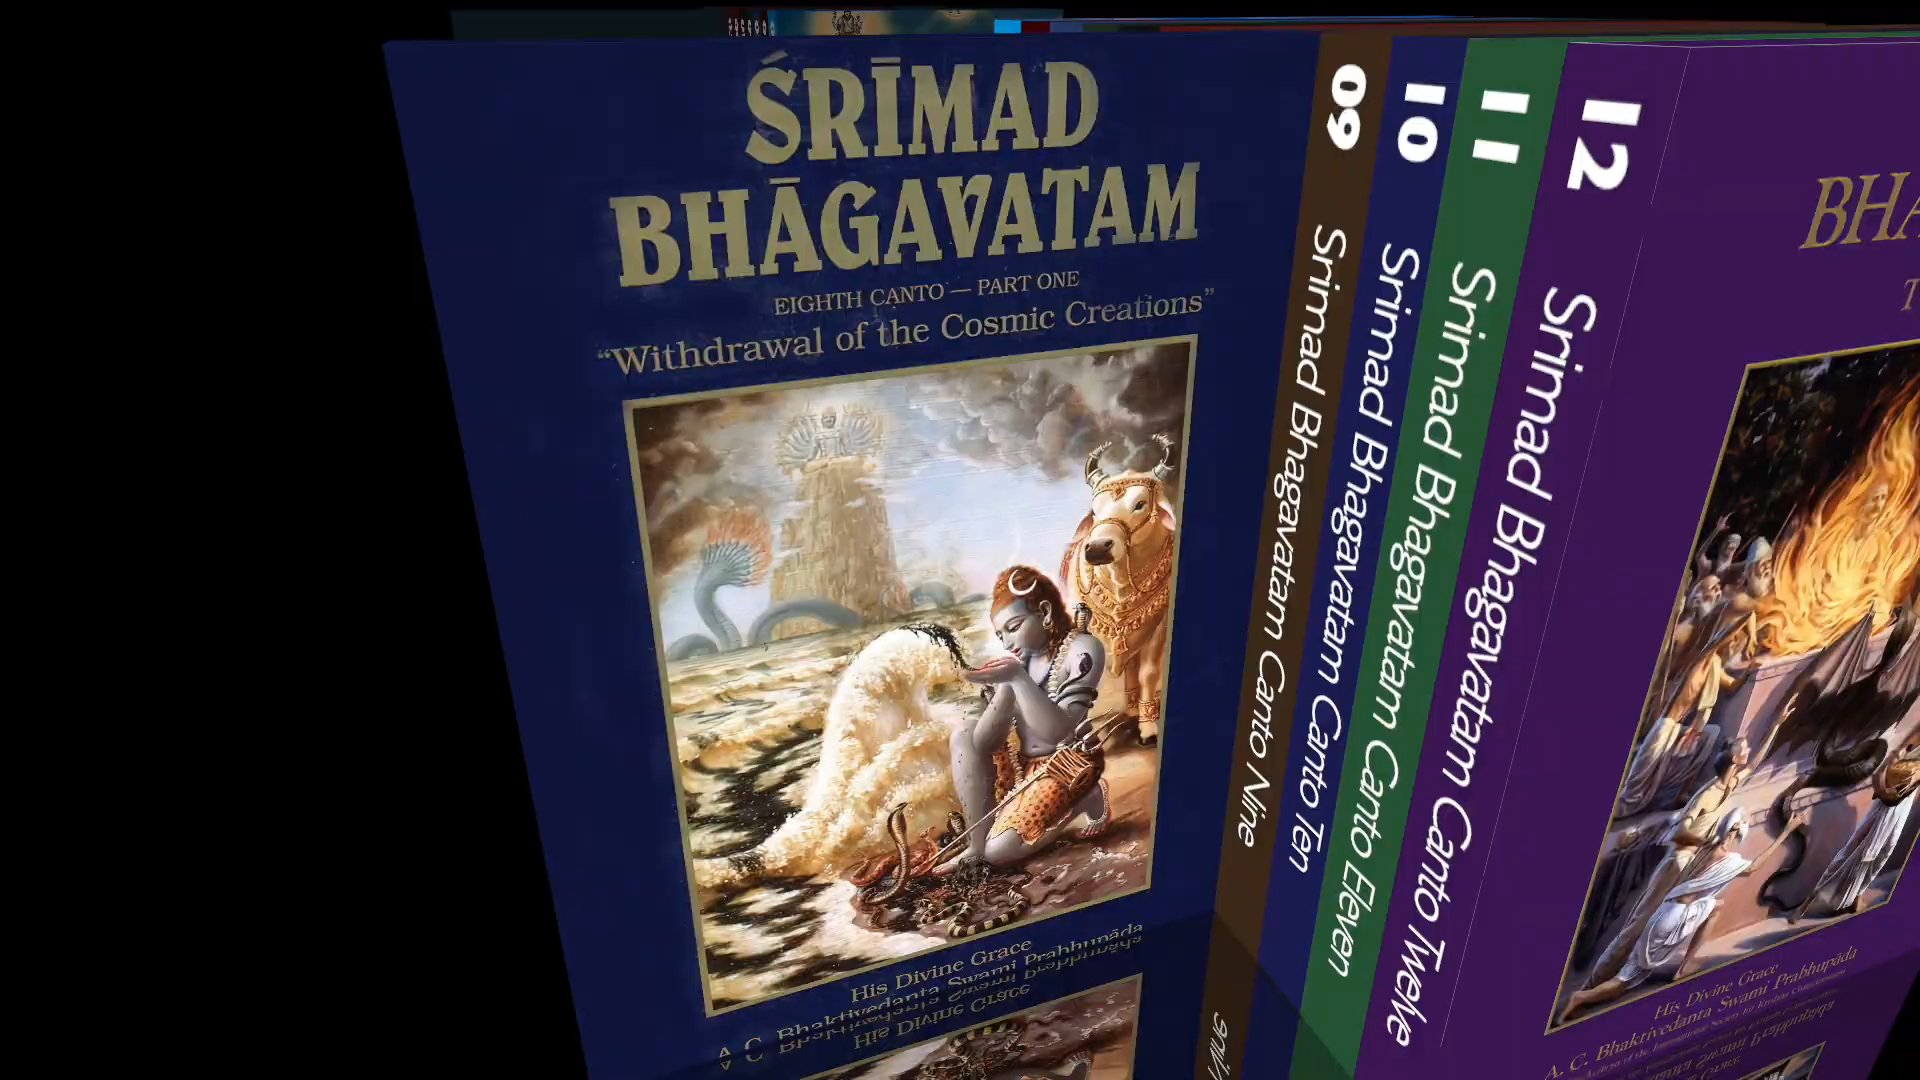 ŚRĪMAD
BHĀGAVATAM
EIGHTH CANTO — PART ONE
“Withdrawal of the Cosmic Creations”
His Divine Grace
A. C. Bhaktivedanta Swami Prabhupāda
09 Srimad Bhagavatam Canto Nine
10 Srimad Bhagavatam Canto Ten
11 Srimad Bhagavatam Canto Eleven
12 Srimad Bhagavatam Canto Twelve
BHA
T
His Divine Grace
A. C. Bhaktivedanta Swami Prabhupāda